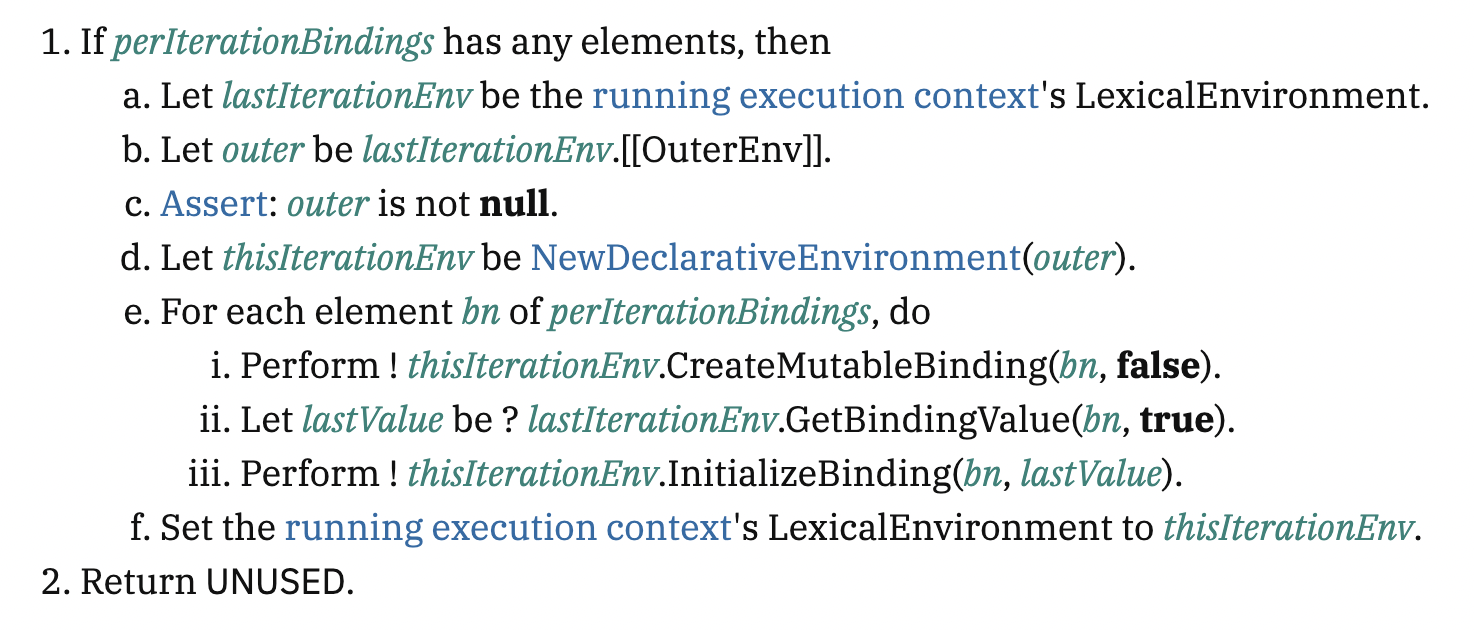 1. If perIterationBindings has any elements, then
a. Let lastIterationEnv be the running execution context's LexicalEnvironment.
b. Let outer be lastIterationEnv.[[OuterEnv]].
c. Assert: outer is not null.
d. Let thisIterationEnv be NewDeclarativeEnvironment(outer).
e. For each element bn of perIterationBindings, do
i. Perform ! thisIterationEnv.CreateMutableBinding(bn, false).
ii. Let lastValue be ? lastIterationEnv.GetBindingValue(bn, true).
iii. Perform ! thisIterationEnv.InitializeBinding(bn, lastValue).
f. Set the running execution context's LexicalEnvironment to thisIterationEnv.
2. Return UNUSED.